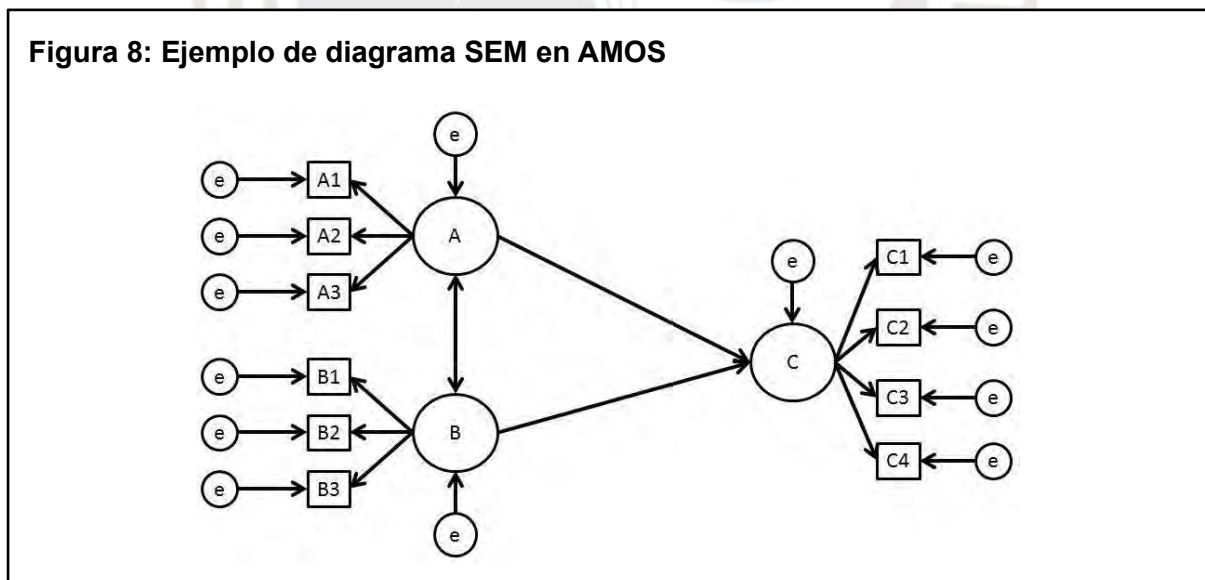 Figura 8: Ejemplo de diagrama SEM en AMOS
e
e A1
e A2
A
e A3
e B1
e B2
B
e B3
e
e
C
C1 e
C2 e
C3 e
C4 e